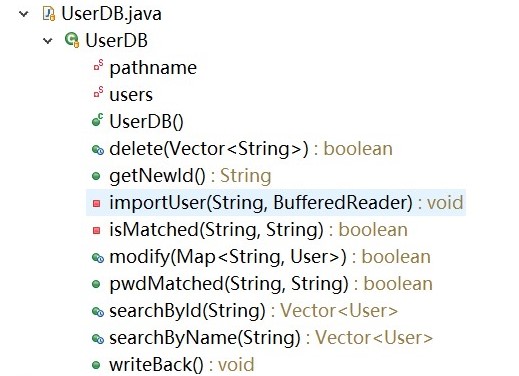 UserDB.java
UserDB
pathname
users
UserDB()
delete(Vector<String>) : boolean
getNewId() : String
importUser(String, BufferedReader) : void
isMatched(String, String) : boolean
modify(Map<String, User>) : boolean
pwdMatched(String, String) : boolean
searchById(String) : Vector<User>
searchByName(String) : Vector<User>
writeBack() : void